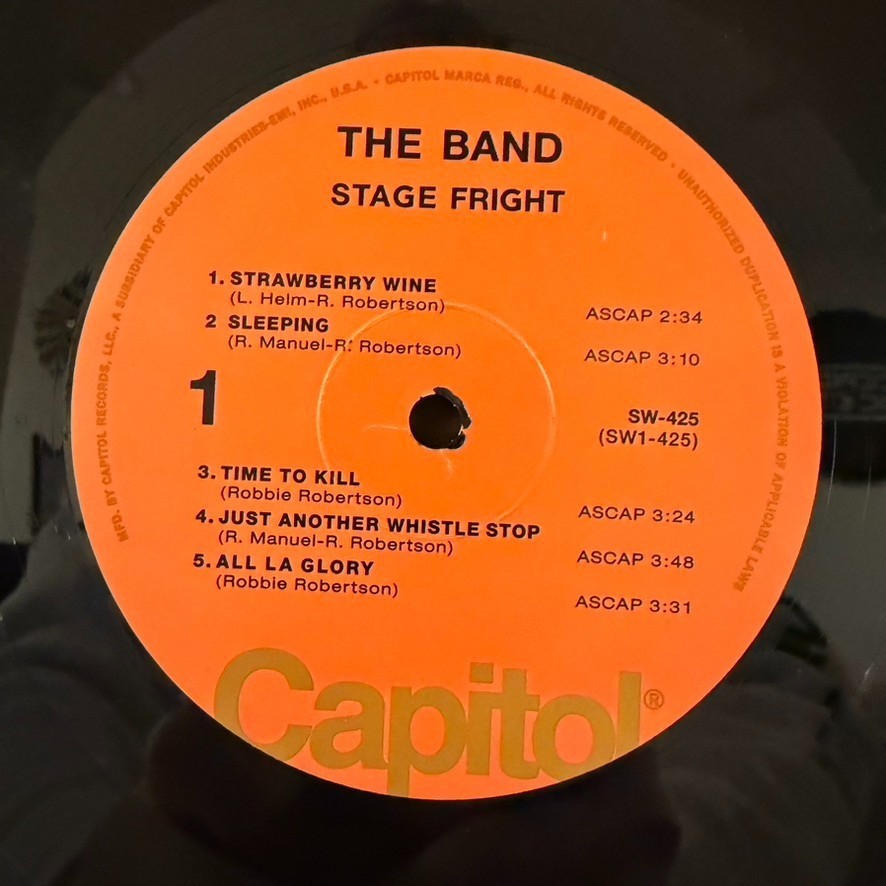 MFD. BY CAPITOL RECORDS, LLC., A SUBSIDIARY OF CAPITOL INDUSTRIES-EMI, INC., U.S.A. • CAPITOL MARCA REG., ALL RIGHTS RESERVED • UNAUTHORIZED DUPLICATION IS A VIOLATION OF APPLICABLE LAWS
THE BAND
STAGE FRIGHT
1. STRAWBERRY WINE
(L. Helm-R. Robertson)
ASCAP 2:34
2 SLEEPING
(R. Manuel-R. Robertson)
ASCAP 3:10
1
SW-425
(SW1-425)
3. TIME TO KILL
(Robbie Robertson)
ASCAP 3:24
4. JUST ANOTHER WHISTLE STOP
(R. Manuel-R. Robertson)
ASCAP 3:48
5. ALL LA GLORY
(Robbie Robertson)
ASCAP 3:31
Capitol®